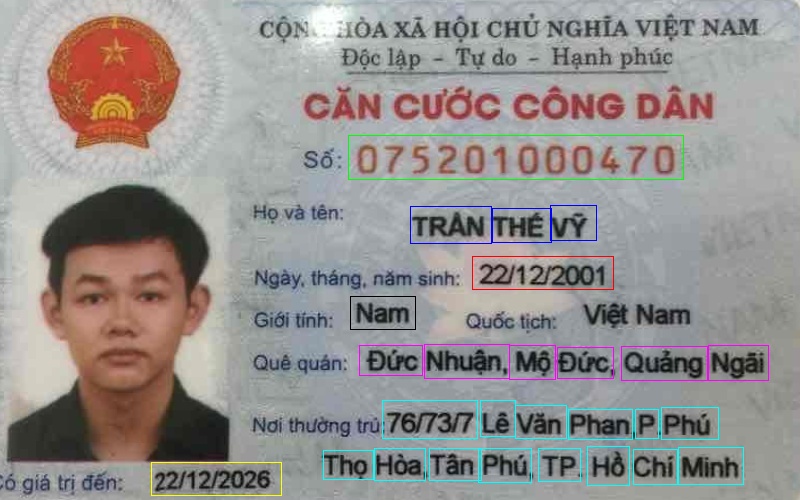 CỘNG HÒA XÃ HỘI CHỦ NGHĨA VIỆT NAM
Độc lập - Tự do - Hạnh phúc
CĂN CƯỚC CÔNG DÂN
Số: 075201000470
Họ và tên: TRẦN THẾ VỸ
Ngày, tháng, năm sinh: 22/12/2001
Giới tính: Nam Quốc tịch: Việt Nam
Quê quán: Đức Nhuận, Mộ Đức, Quảng Ngãi
Nơi thường trú: 76/73/7 Lê Văn Phan, P. Phú
Thọ Hòa, Tân Phú, TP. Hồ Chí Minh
Có giá trị đến: 22/12/2026